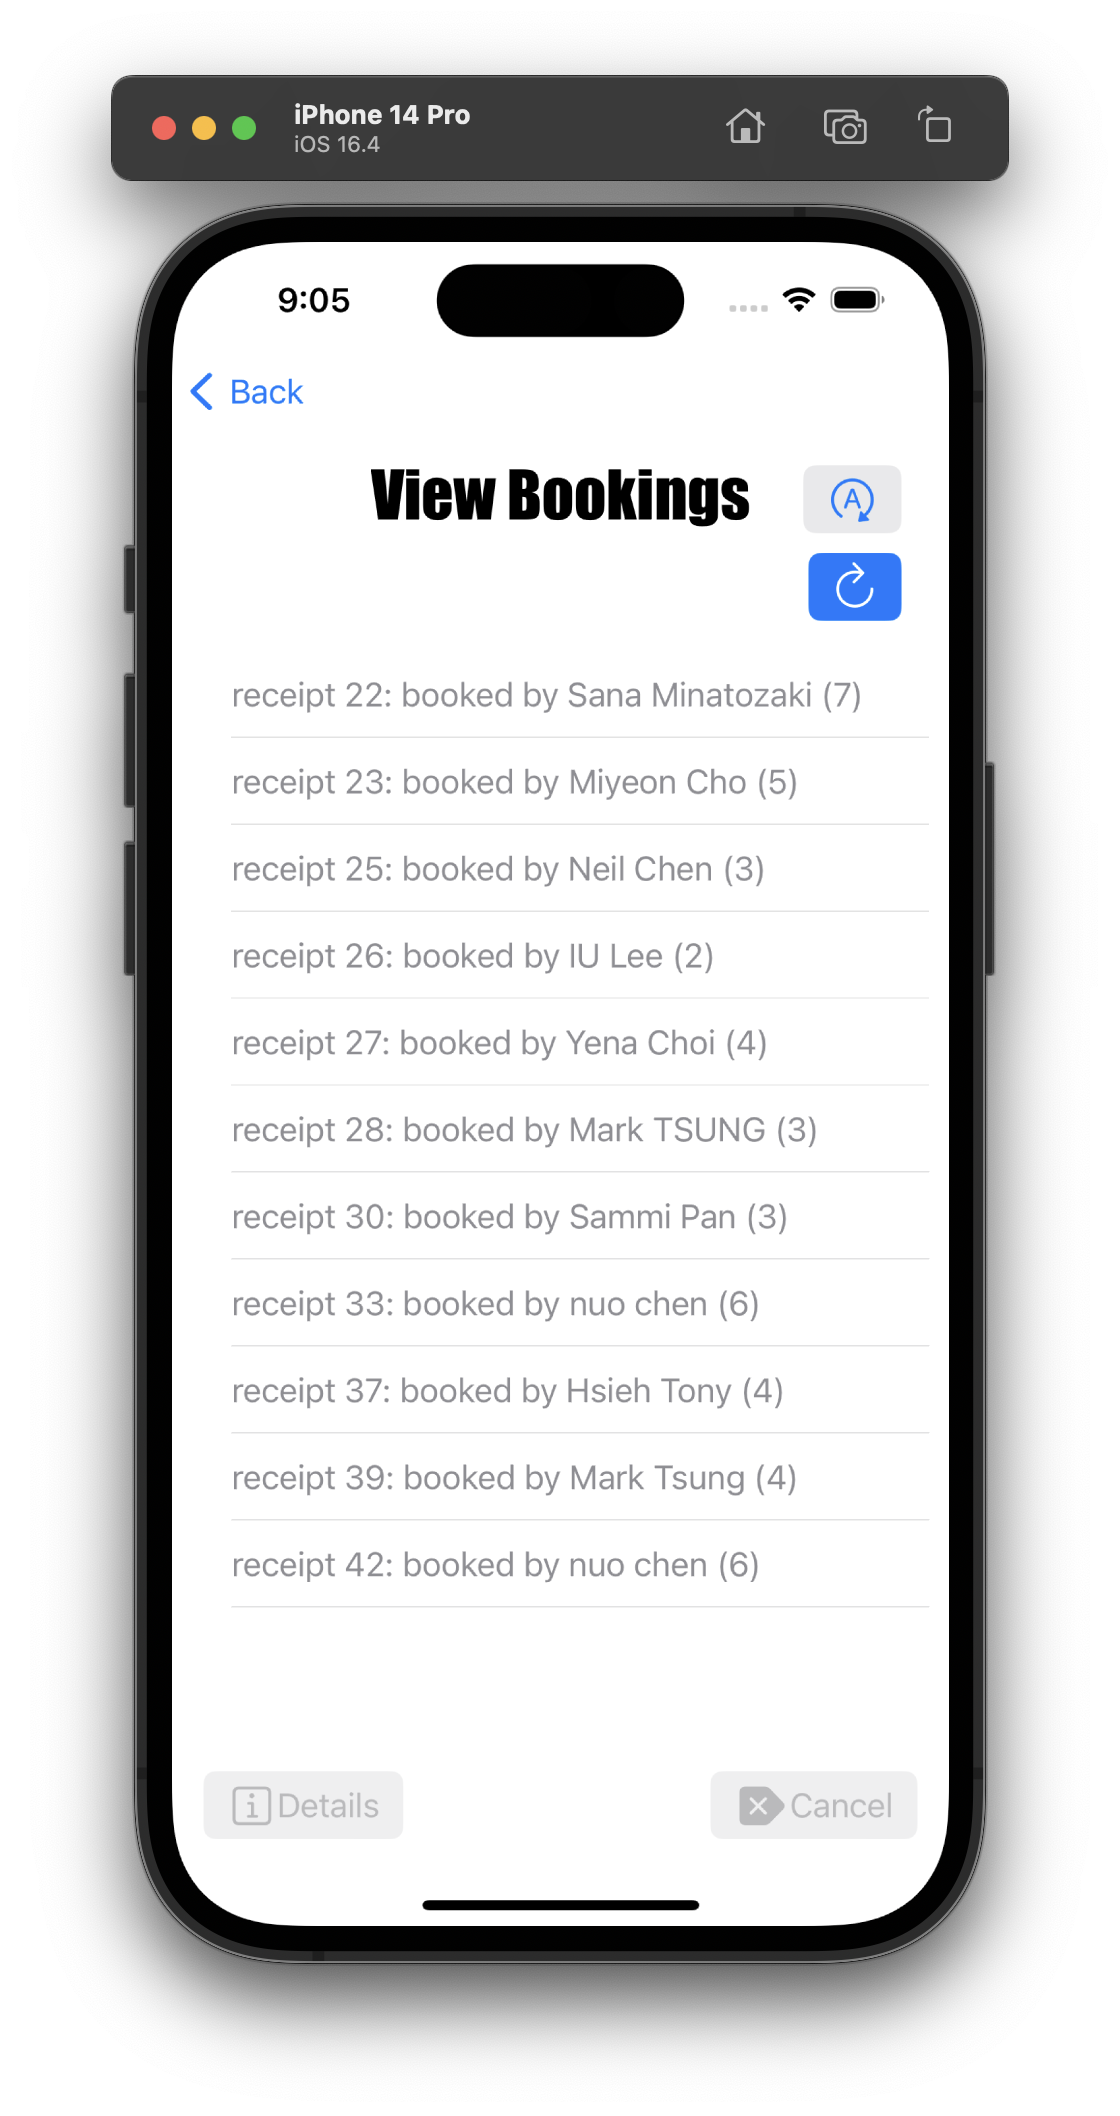 iPhone 14 Pro
iOS 16.4
9:05
Back
View Bookings
A
receipt 22: booked by Sana Minatozaki (7)
receipt 23: booked by Miyeon Cho (5)
receipt 25: booked by Neil Chen (3)
receipt 26: booked by IU Lee (2)
receipt 27: booked by Yena Choi (4)
receipt 28: booked by Mark TSUNG (3)
receipt 30: booked by Sammi Pan (3)
receipt 33: booked by nuo chen (6)
receipt 37: booked by Hsieh Tony (4)
receipt 39: booked by Mark Tsung (4)
receipt 42: booked by nuo chen (6)
Details
Cancel